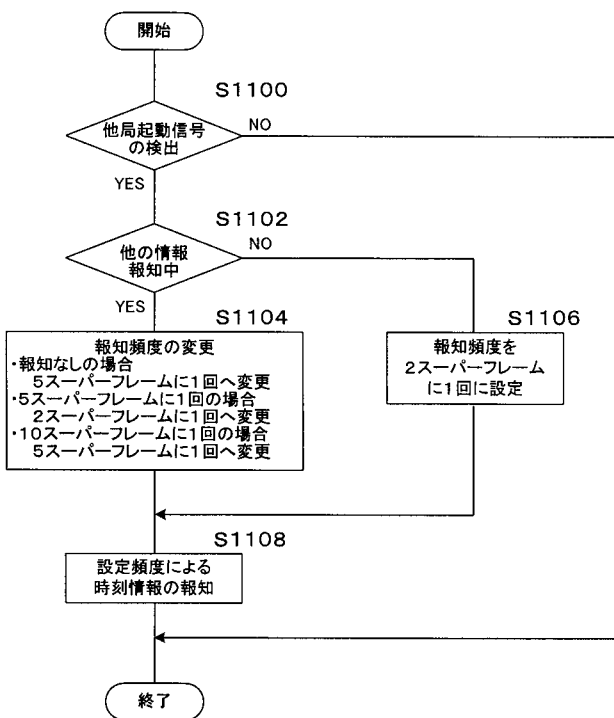 開始
S1100
他局起動信号
の検出
NO
YES
S1102
他の情報
報知中
NO
YES
S1104
報知頻度の変更
・報知なしの場合
5スーパーフレームに1回へ変更
・5スーパーフレームに1回の場合
2スーパーフレームに1回へ変更
・10スーパーフレームに1回の場合
5スーパーフレームに1回へ変更
S1106
報知頻度を
2スーパーフレーム
に1回に設定
S1108
設定頻度による
時刻情報の報知
終了